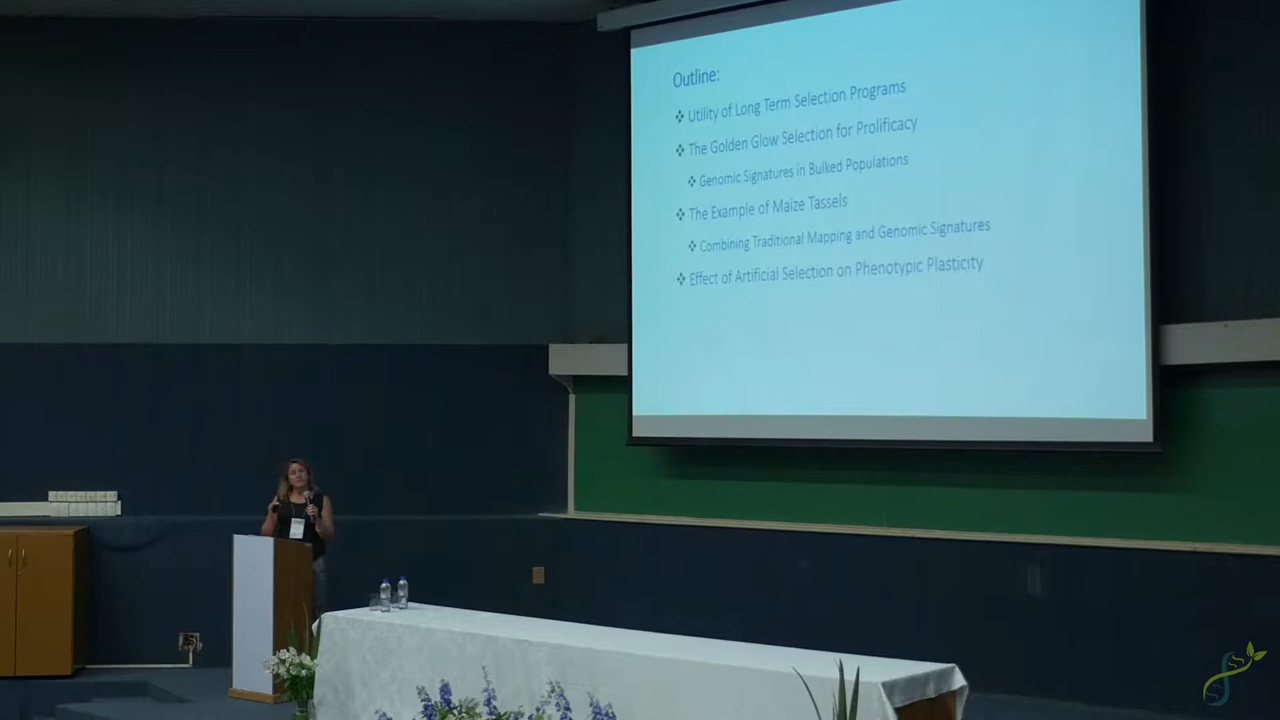 Outline:
❖ Utility of Long Term Selection Programs
❖ The Golden Glow Selection for Prolificacy
❖ Genomic Signatures in Bulked Populations
❖ The Example of Maize Tassels
❖ Combining Traditional Mapping and Genomic Signatures
❖ Effect of Artificial Selection on Phenotypic Plasticity